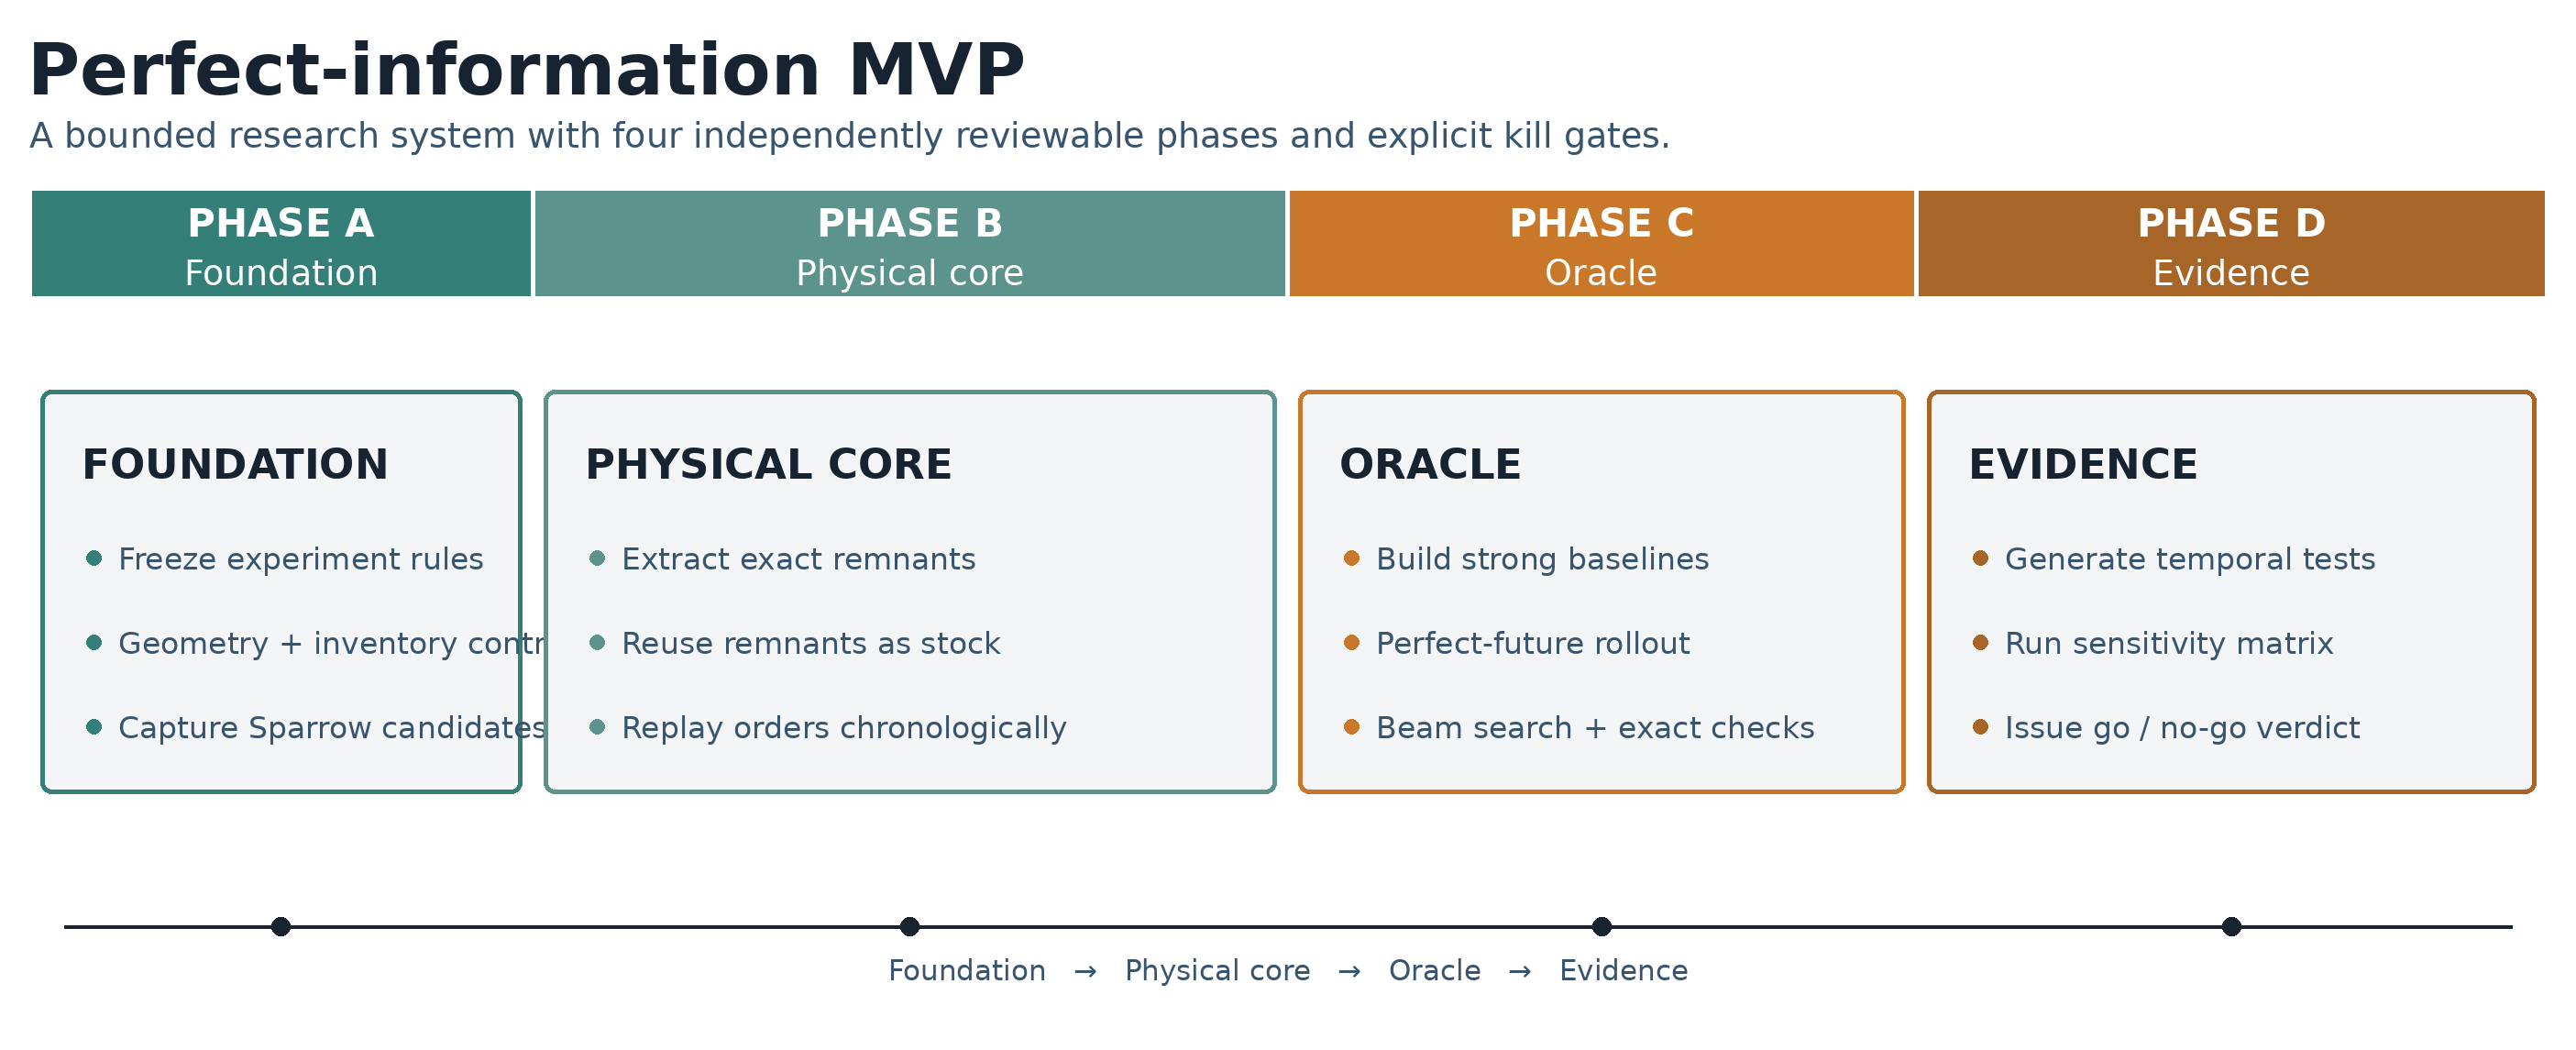 Perfect-information MVP
A bounded research system with four independently reviewable phases and explicit kill gates.
PHASE A
Foundation
PHASE B
Physical core
PHASE C
Oracle
PHASE D
Evidence
FOUNDATION
Freeze experiment rules
Geometry + inventory contr
Capture Sparrow candidates
PHYSICAL CORE
Extract exact remnants
Reuse remnants as stock
Replay orders chronologically
ORACLE
Build strong baselines
Perfect-future rollout
Beam search + exact checks
EVIDENCE
Generate temporal tests
Run sensitivity matrix
Issue go / no-go verdict
Foundation → Physical core → Oracle → Evidence